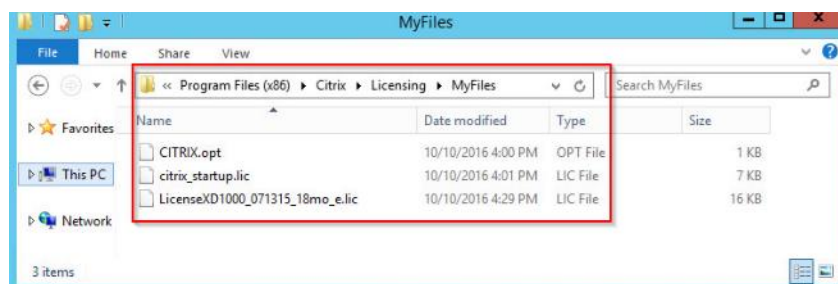 MyFiles
File Home Share View
« Program Files (x86) ▸ Citrix ▸ Licensing ▸ MyFiles Search MyFiles
Name Date modified Type Size
Favorites
CITRIX.opt 10/10/2016 4:00 PM OPT File 1 KB
This PC
citrix_startup.lic 10/10/2016 4:01 PM LIC File 7 KB
LicenseXD1000_071315_18mo_e.lic 10/10/2016 4:29 PM LIC File 16 KB
Network
3 items